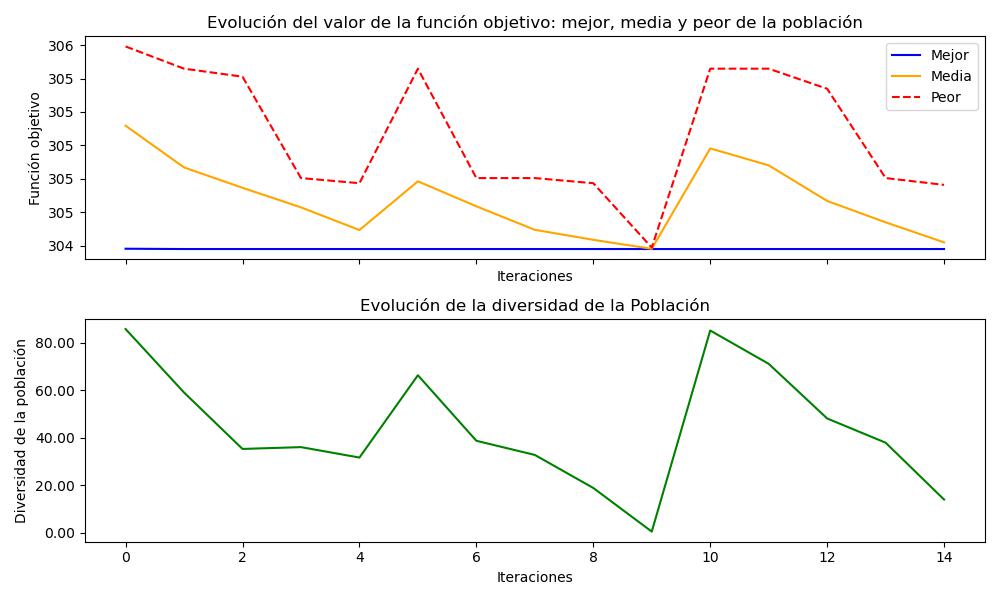 Evolución del valor de la función objetivo: mejor, media y peor de la población
306
305
305
305
305
305
304
Función objetivo
Mejor
Media
Peor
Iteraciones
Evolución de la diversidad de la Población
80.00
60.00
40.00
20.00
0.00
Diversidad de la población
0 2 4 6 8 10 12 14
Iteraciones